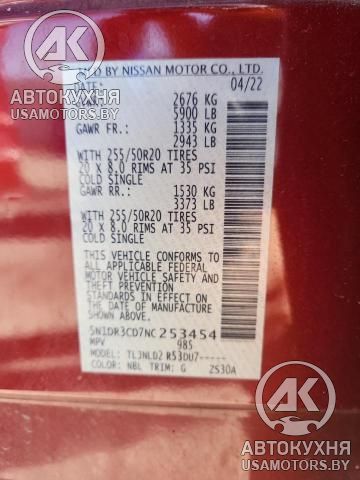 АВТОКУХНЯ
USAMOTORS.BY
BY NISSAN MOTOR CO., LTD.
DATE: 04/22
2676 KG
5900 LB
GAWR FR.: 1335 KG
2943 LB
WITH 255/50R20 TIRES
20 X 8.0 RIMS AT 35 PSI
COLD SINGLE
GAWR RR.: 1530 KG
3373 LB
WITH 255/50R20 TIRES
20 X 8.0 RIMS AT 35 PSI
COLD SINGLE
THIS VEHICLE CONFORMS TO
ALL APPLICABLE FEDERAL
MOTOR VEHICLE SAFETY AND
THEFT PREVENTION
STANDARDS IN EFFECT ON
THE DATE OF MANUFACTURE
SHOWN ABOVE.
5N1DR3CD7NC253454
MPV 985
MODEL: TLJNLD2 R53DU7-----
COLOR: NBL TRIM: G ZS30A
АВТОКУХНЯ
USAMOTORS.BY